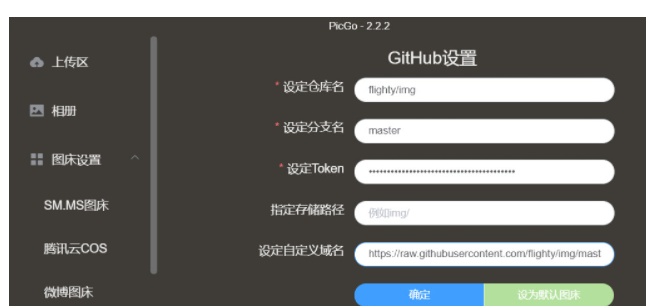 PicGo - 2.2.2
上传区
相册
图床设置
SM.MS图床
腾讯云COS
微博图床
GitHub设置
* 设定仓库名 flighty/img
* 设定分支名 master
* 设定Token ••••••••••••••••••••••••••••••••••••••••
指定存储路径 例如img/
设定自定义域名 https://raw.githubusercontent.com/flighty/img/mast
确定 设为默认图床